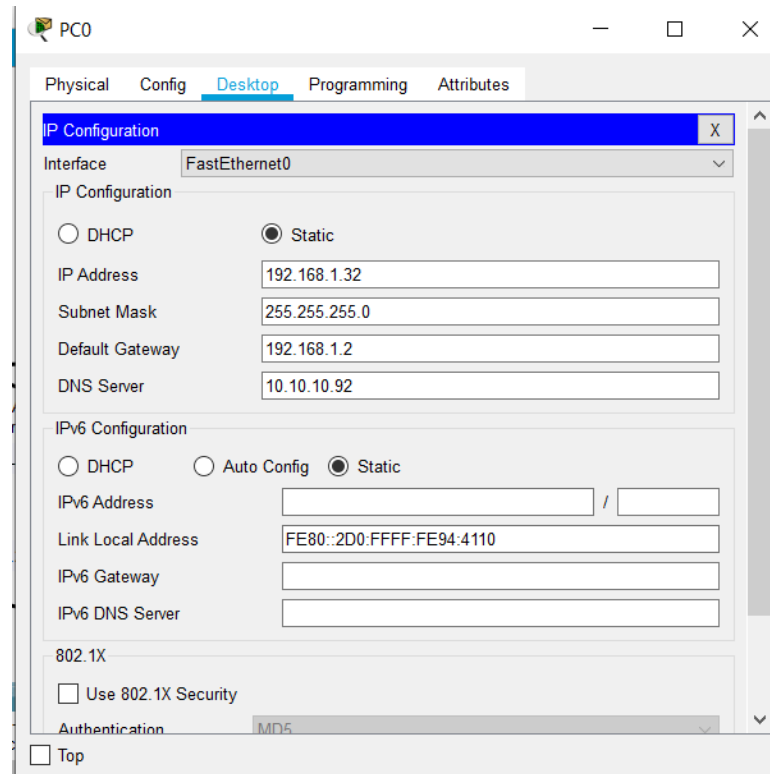 PC0
Physical Config Desktop Programming Attributes
IP Configuration X
Interface FastEthernet0
IP Configuration
DHCP Static
IP Address 192.168.1.32
Subnet Mask 255.255.255.0
Default Gateway 192.168.1.2
DNS Server 10.10.10.92
IPv6 Configuration
DHCP Auto Config Static
IPv6 Address /
Link Local Address FE80::2D0:FFFF:FE94:4110
IPv6 Gateway
IPv6 DNS Server
802.1X
Use 802.1X Security
Authentication MD5
Top